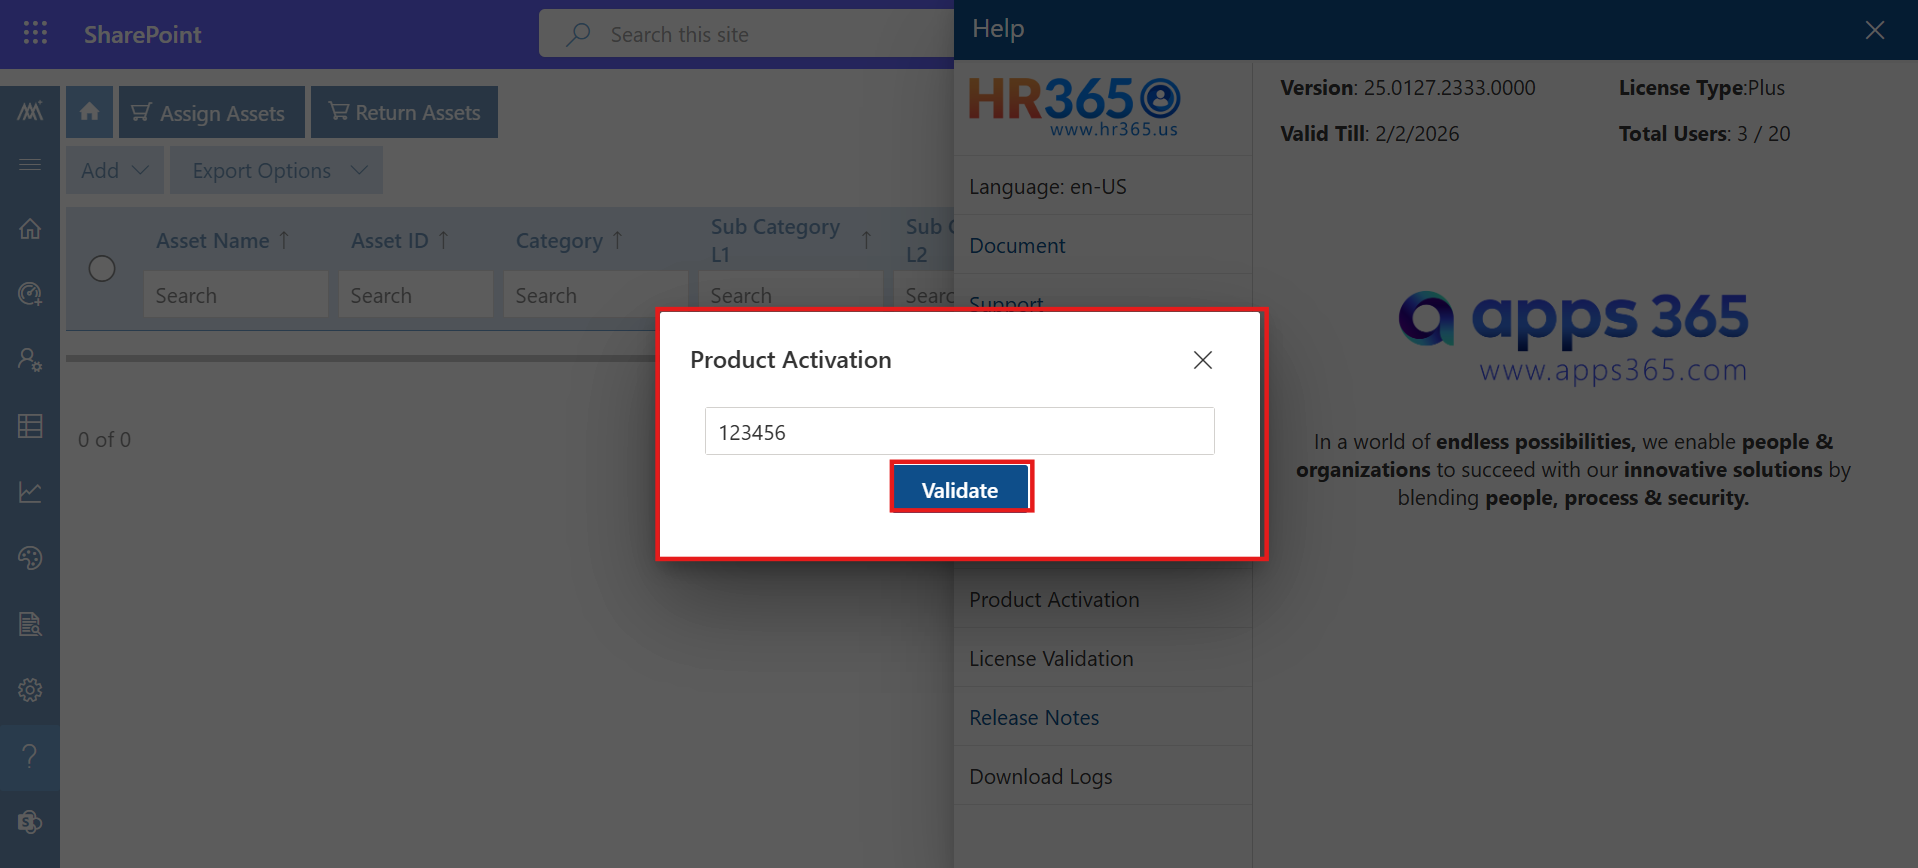 SharePoint
Search this site
Help
Assign Assets
Return Assets
Add
Export Options
Asset Name ↑
Asset ID ↑
Category ↑
Sub Category
L1
↑
Sub
L2
Search
Search
Search
Search
0 of 0
HR365
www.hr365.us
Language: en-US
Document
Support
Product Activation
License Validation
Release Notes
Download Logs
Version: 25.0127.2333.0000
License Type:Plus
Valid Till: 2/2/2026
Total Users: 3 / 20
apps 365
www.apps365.com
In a world of endless possibilities, we enable people &
organizations to succeed with our innovative solutions by
blending people, process & security.
Product Activation
123456
Validate